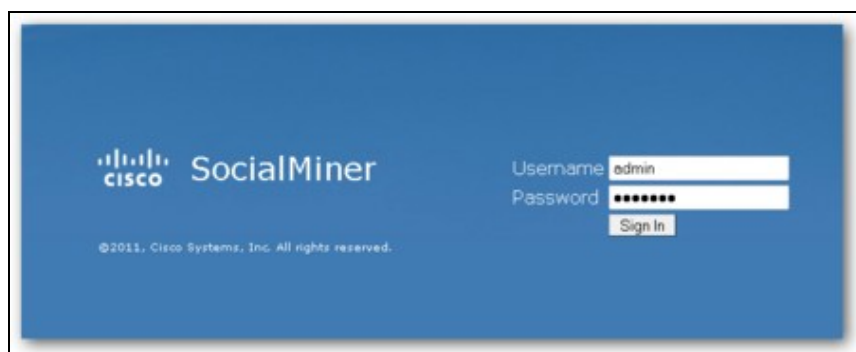 CISCO SocialMiner
Username admin
Password •••••••
Sign In
©2011, Cisco Systems, Inc. All rights reserved.